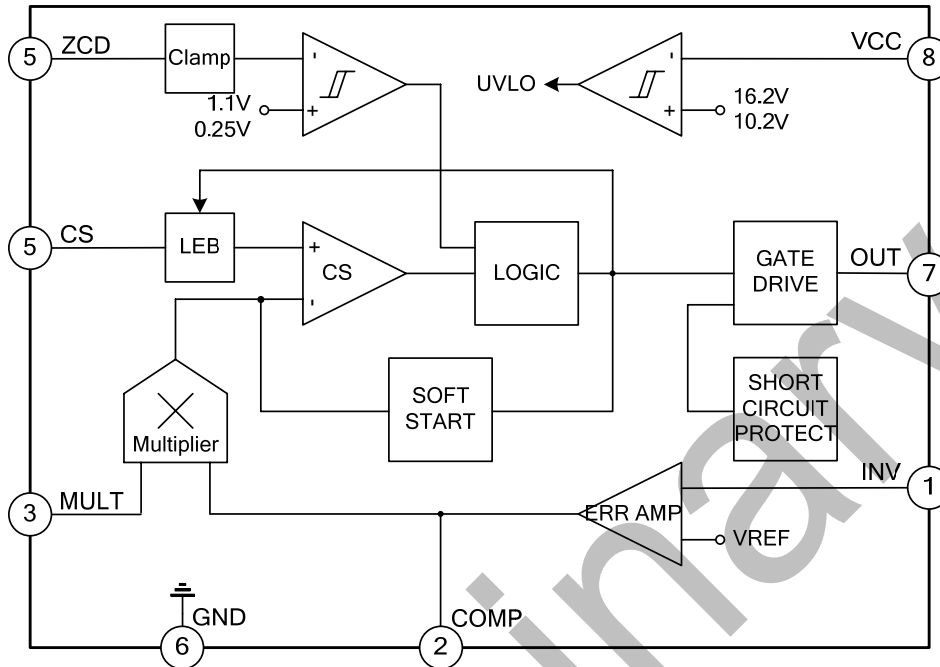 5 ZCD
Clamp
-
+
1.1V
0.25V
UVLO
-
+
16.2V
10.2V
VCC
8
5 CS
LEB
+
CS
-
LOGIC
GATE
DRIVE
OUT
7
SOFT
START
SHORT
CIRCUIT
PROTECT
Multiplier
3 MULT
ERR AMP
INV
1
VREF
GND
6
COMP
2
inary